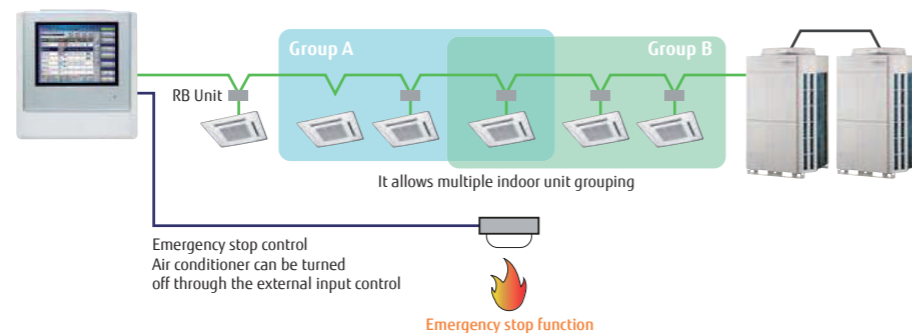 Group A
Group B
RB Unit
It allows multiple indoor unit grouping
Emergency stop control
Air conditioner can be turned
off through the external input control
Emergency stop function